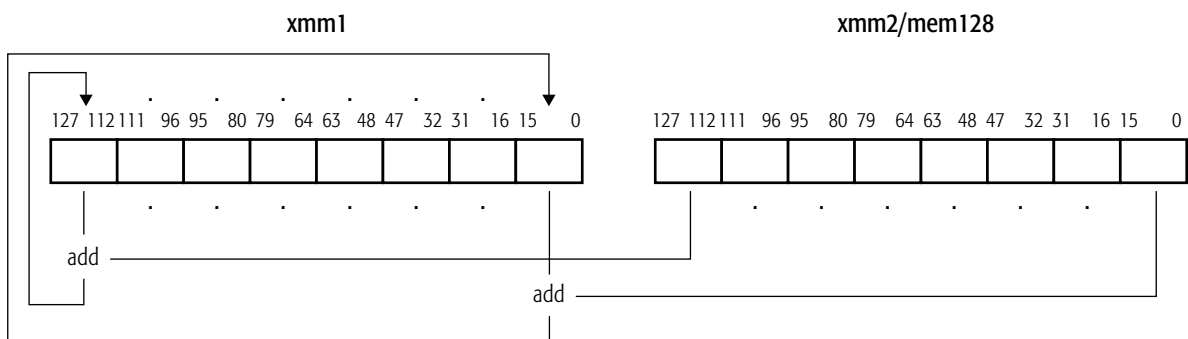 xmm1 xmm2/mem128
. . . . . .
127 112 111 96 95 80 79 64 63 48 47 32 31 16 15 0 127 112 111 96 95 80 79 64 63 48 47 32 31 16 15 0
. . . . . . . . . . . .
add
add